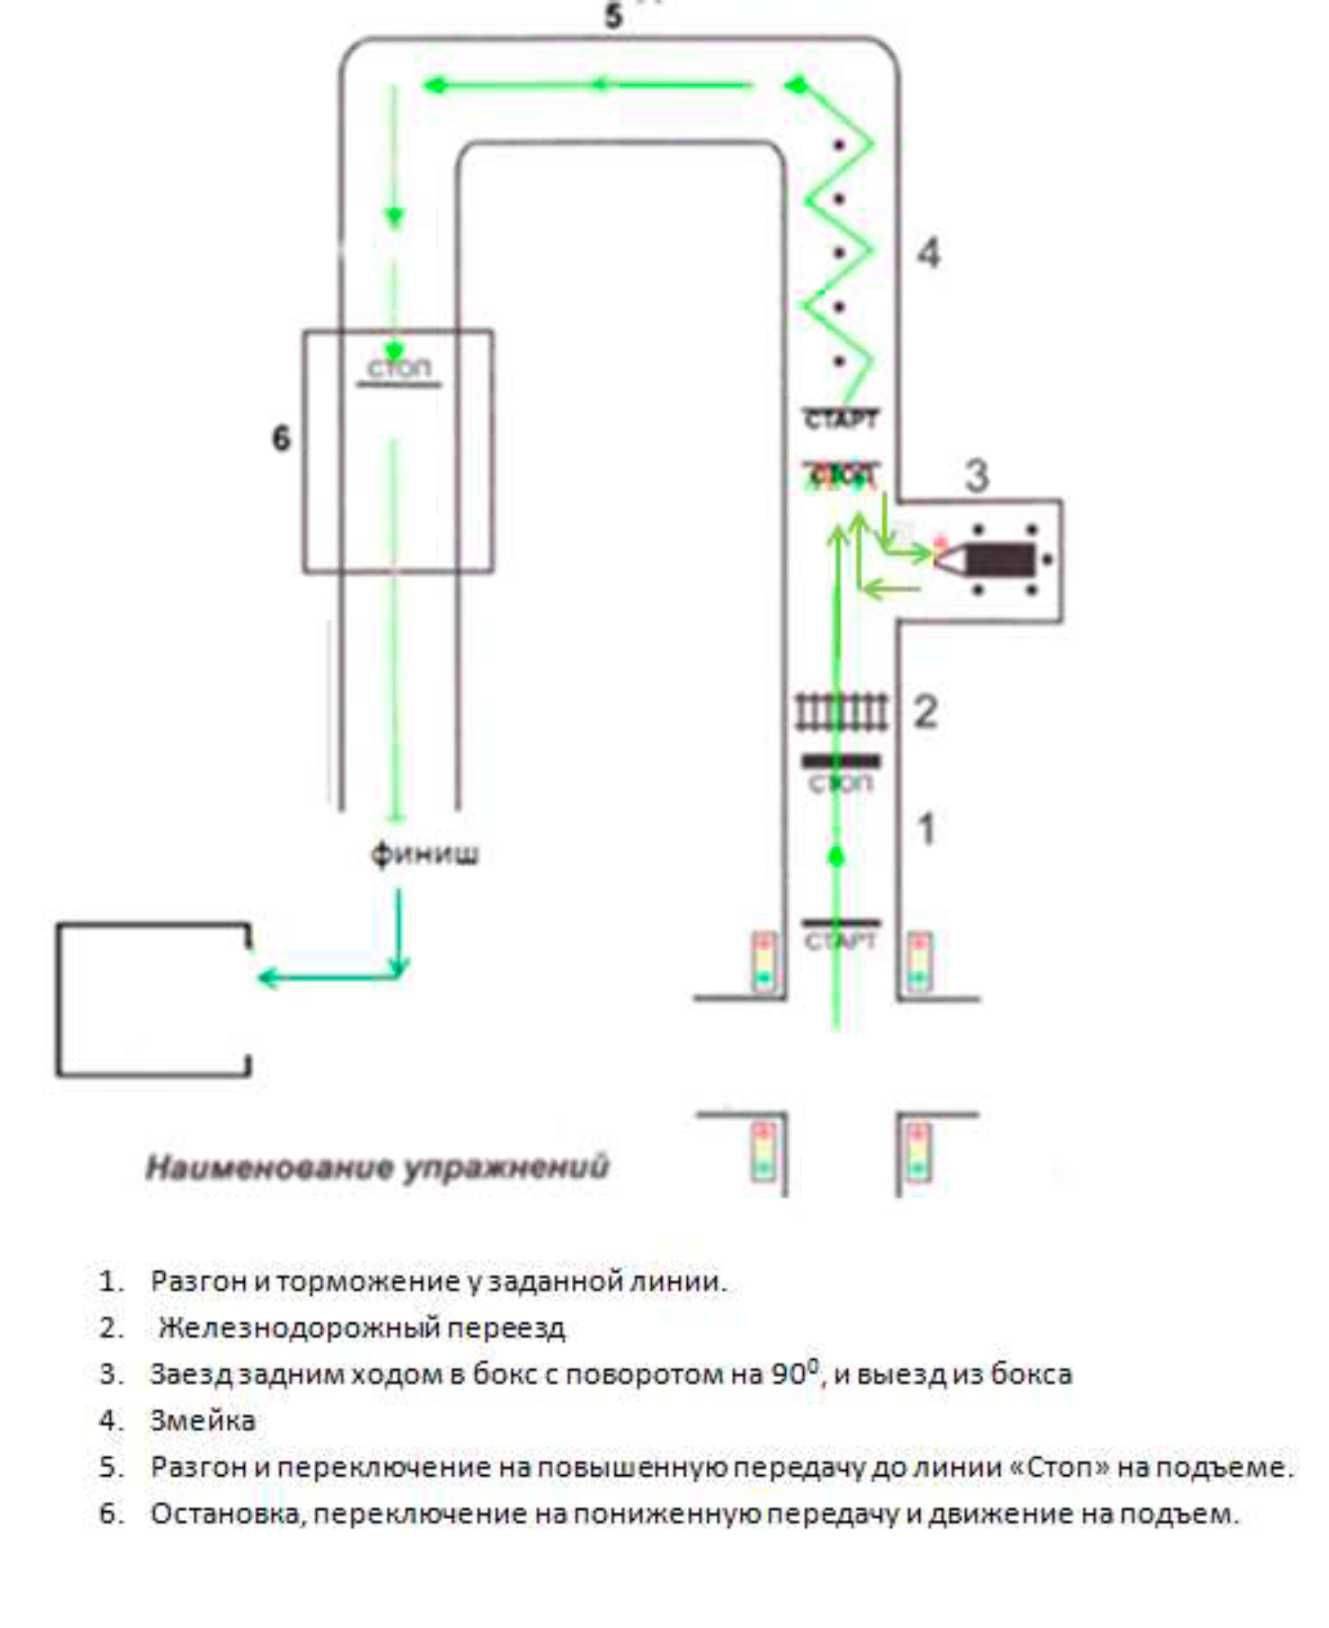 5
4
СТОП
СТАРТ
6
СТОП
3
2
СТОП
1
финиш
СТАРТ
Наименование упражнений
1. Разгон и торможение у заданной линии.
2. Железнодорожный переезд
3. Заезд задним ходом в бокс с поворотом на 90⁰, и выезд из бокса
4. Змейка
5. Разгон и переключение на повышенную передачу до линии «Стоп» на подъеме.
6. Остановка, переключение на пониженную передачу и движение на подъем.